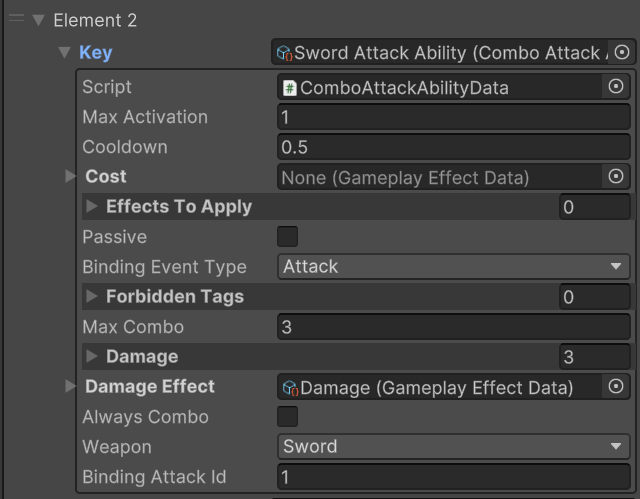 Element 2
Key Sword Attack Ability (Combo Attack
Script ComboAttackAbilityData
Max Activation 1
Cooldown 0.5
Cost None (Gameplay Effect Data)
Effects To Apply 0
Passive
Binding Event Type Attack
Forbidden Tags 0
Max Combo 3
Damage 3
Damage Effect Damage (Gameplay Effect Data)
Always Combo
Weapon Sword
Binding Attack Id 1